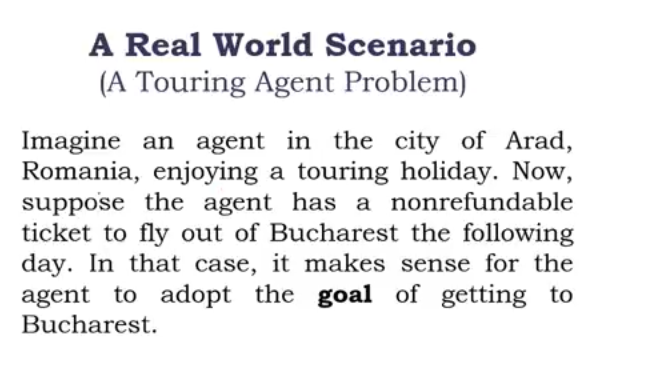 A Real World Scenario
(A Touring Agent Problem)
Imagine an agent in the city of Arad,
Romania, enjoying a touring holiday. Now,
suppose the agent has a nonrefundable
ticket to fly out of Bucharest the following
day. In that case, it makes sense for the
agent to adopt the goal of getting to
Bucharest.